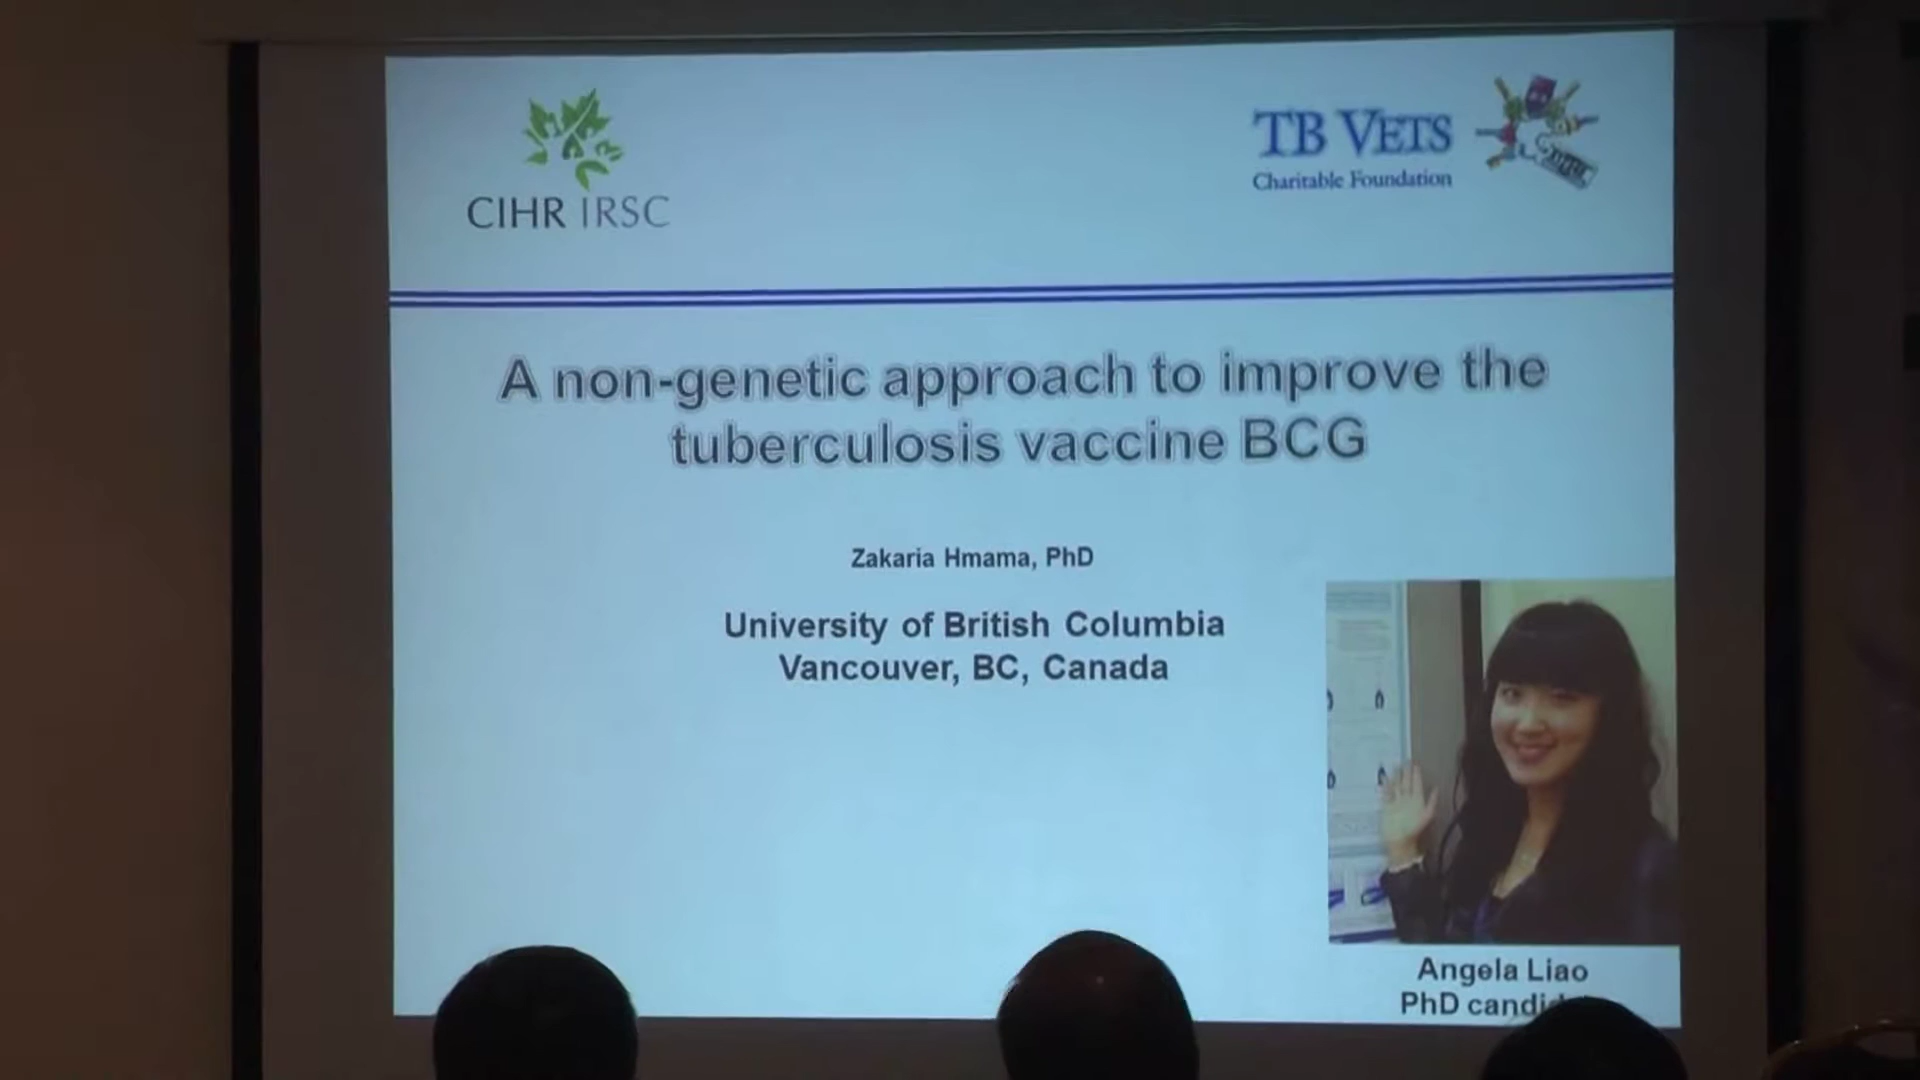 CIHR IRSC
TB VETS
Charitable Foundation
A non-genetic approach to improve the
tuberculosis vaccine BCG
Zakaria Hmama, PhD
University of British Columbia
Vancouver, BC, Canada
Angela Liao
PhD